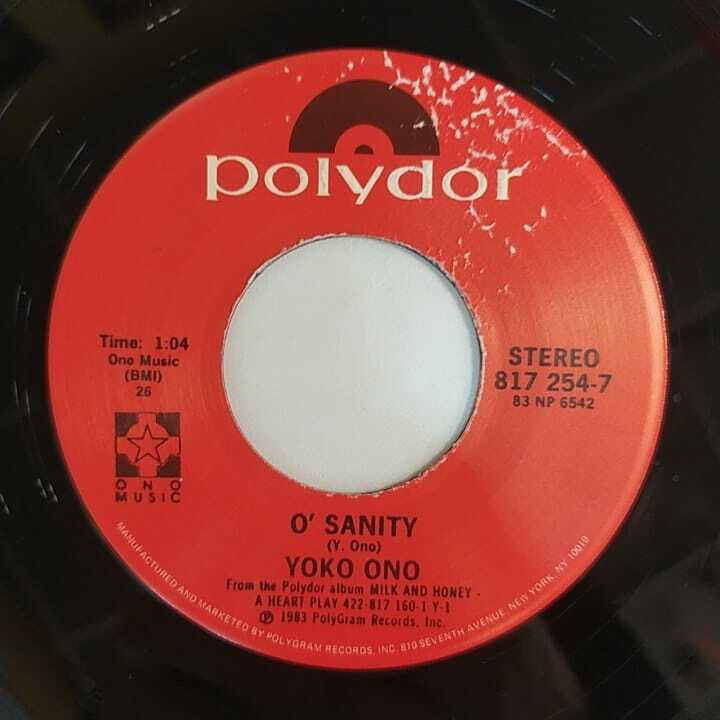 polydor
Time: 1:04
Ono Music
(BMI)
26
ONO
MUSIC
STEREO
817 254-7
83 NP 6542
O' SANITY
(Y. Ono)
YOKO ONO
From the Polydor album MILK AND HONEY -
A HEART PLAY 422-817 160-1 Y-1
℗ 1983 PolyGram Records, Inc.
MANUFACTURED AND MARKETED BY POLYGRAM RECORDS, INC. 810 SEVENTH AVENUE, NEW YORK, NY 10019